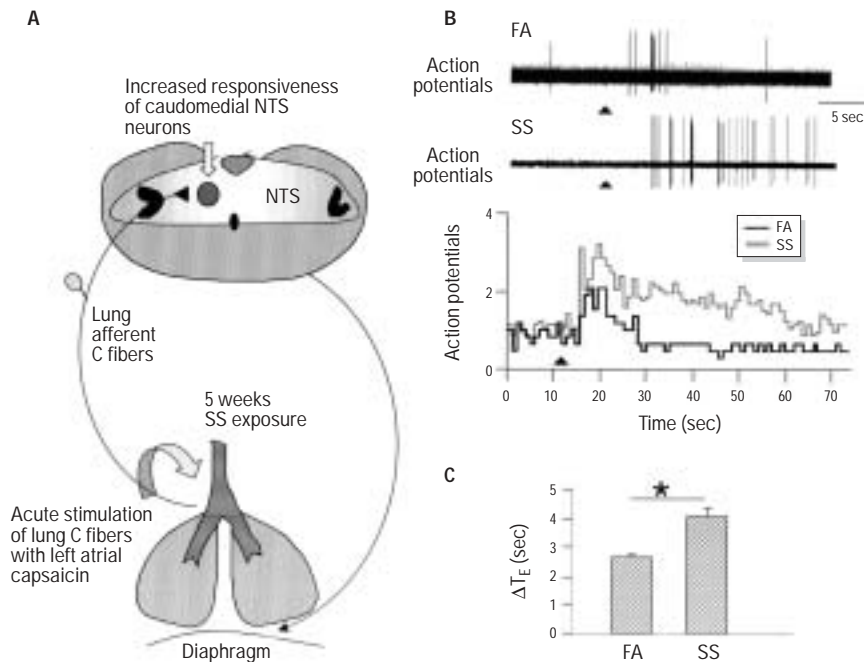 A
Increased responsiveness
of caudomedial NTS
neurons
NTS
Lung
afferent
C fibers
5 weeks
SS exposure
Acute stimulation
of lung C fibers
with left atrial
capsaicin
Diaphragm
B
FA
Action
potentials
5 sec
SS
Action
potentials
FA
SS
Action potentials
4
2
0
0 10 20 30 40 50 60 70
Time (sec)
C
ΔTE (sec)
5
4
3
2
1
0
FA SS